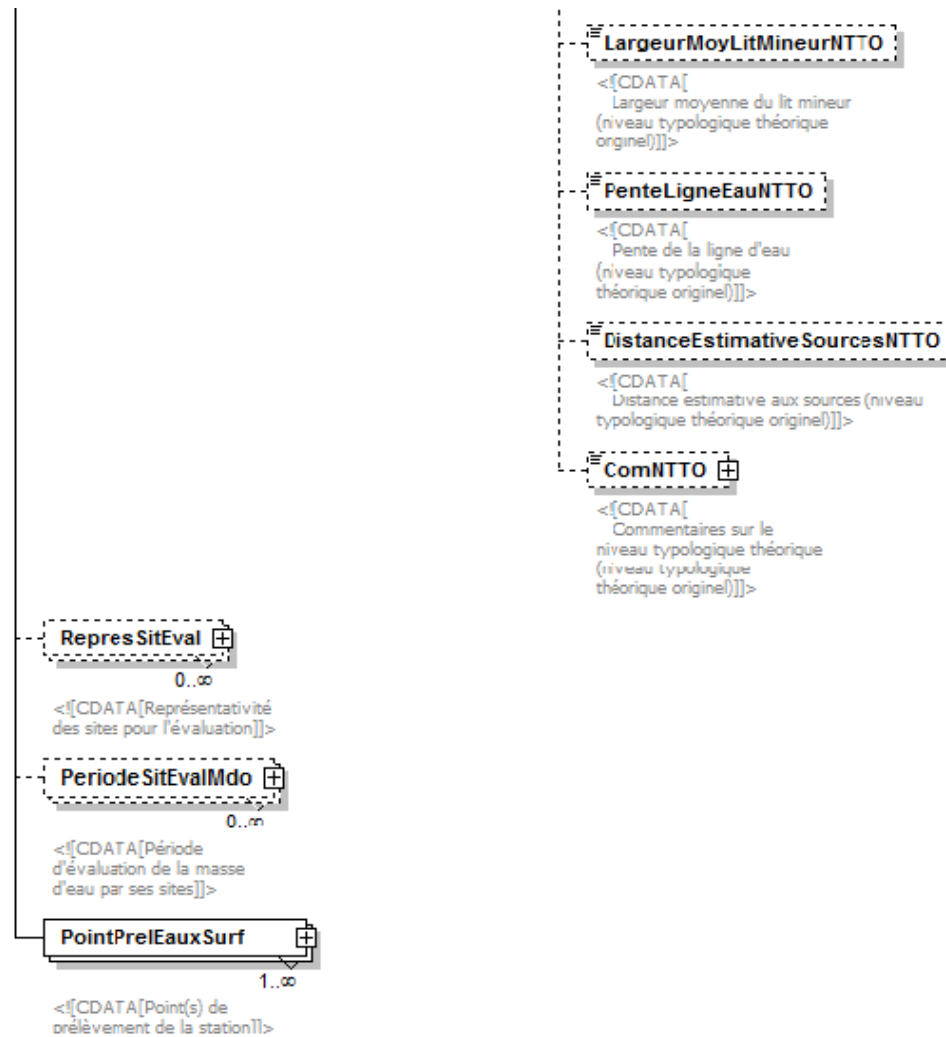 LargeurMoyLitMineurNTTO
<![CDATA[
Largeur moyenne du lit mineur
(niveau typologique théorique
orginel)]]>
PenteLigneEauNTTO
<![CDATA[
Pente de la ligne d'eau
(niveau typologique
théorique originel)]]>
DistanceEstimativeSourcesNTTO
<![CDATA[
Distance estimative aux sources (niveau
typologique théorique originel)]]>
ComNTTO
<![CDATA[
Commentaires sur le
niveau typologique théorique
(niveau typologique
théorique originel)]]>
RepresSitEval
0..∞
<![CDATA[Représentativité
des sites pour l'évaluation]]>
PeriodeSitEvalMdo
0..∞
<![CDATA[Période
d'évaluation de la masse
d'eau par ses sites]]>
PointPrelEauxSurf
1..∞
<![CDATA[Point(s) de
prélèvement de la station]]>